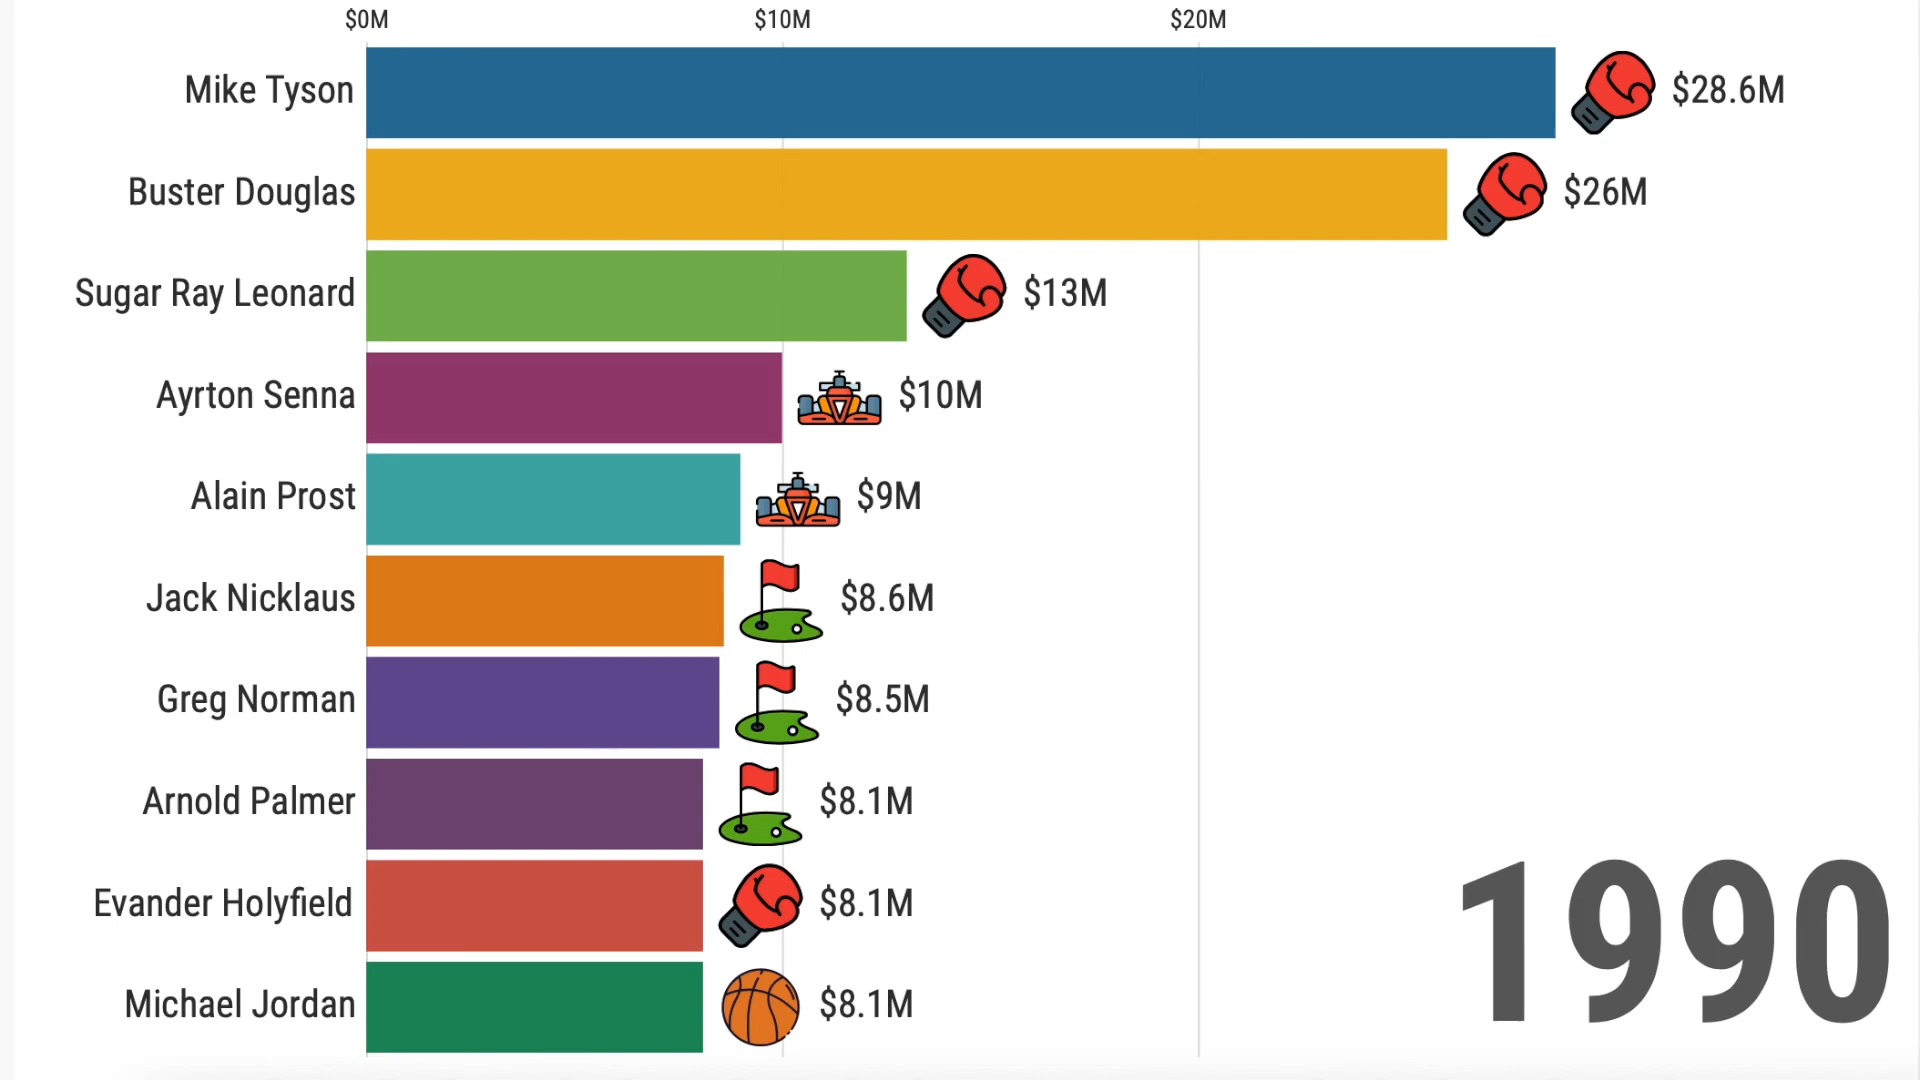 $0M $10M $20M
Mike Tyson $28.6M
Buster Douglas $26M
Sugar Ray Leonard $13M
Ayrton Senna $10M
Alain Prost $9M
Jack Nicklaus $8.6M
Greg Norman $8.5M
Arnold Palmer $8.1M
Evander Holyfield $8.1M
Michael Jordan $8.1M
1990